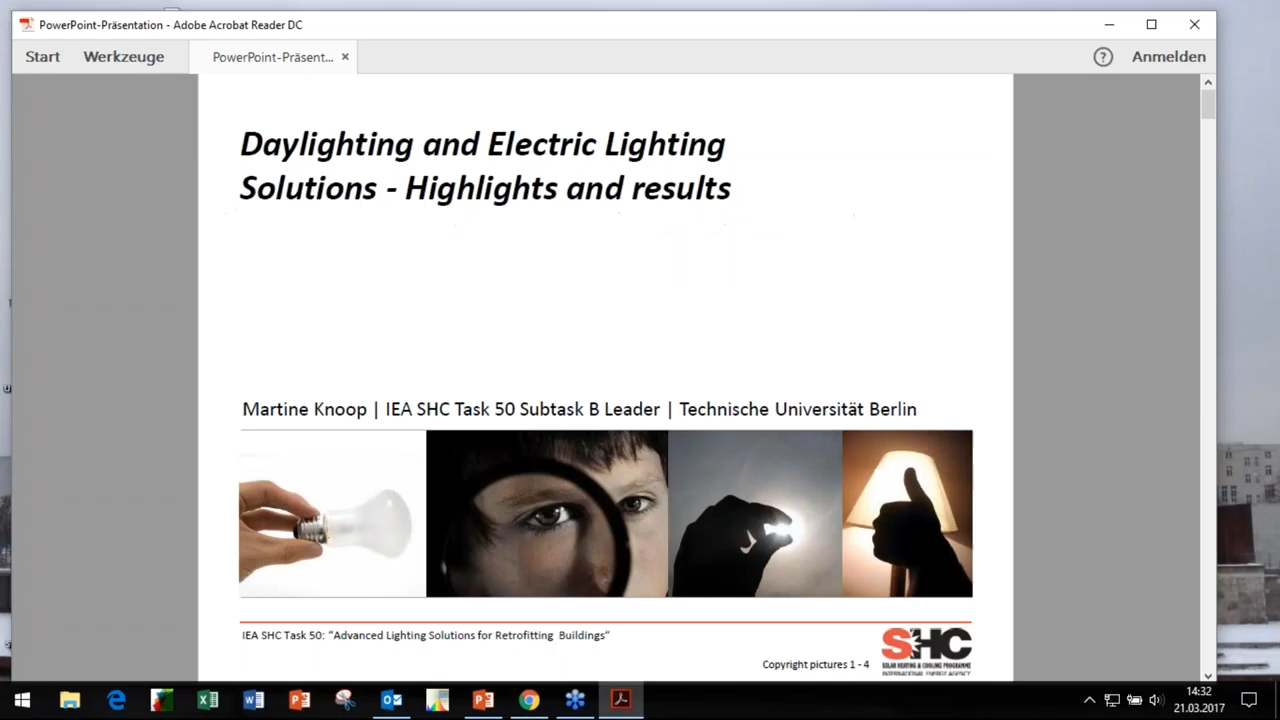 PowerPoint-Präsentation - Adobe Acrobat Reader DC
Start Werkzeuge PowerPoint-Präsent... × ? Anmelden
Daylighting and Electric Lighting
Solutions - Highlights and results
Martine Knoop | IEA SHC Task 50 Subtask B Leader | Technische Universität Berlin
IEA SHC Task 50: “Advanced Lighting Solutions for Retrofitting Buildings”
SHC
SOLAR HEATING & COOLING PROGRAMME
INTERNATIONAL ENERGY AGENCY
Copyright pictures 1 - 4
14:32
21.03.2017